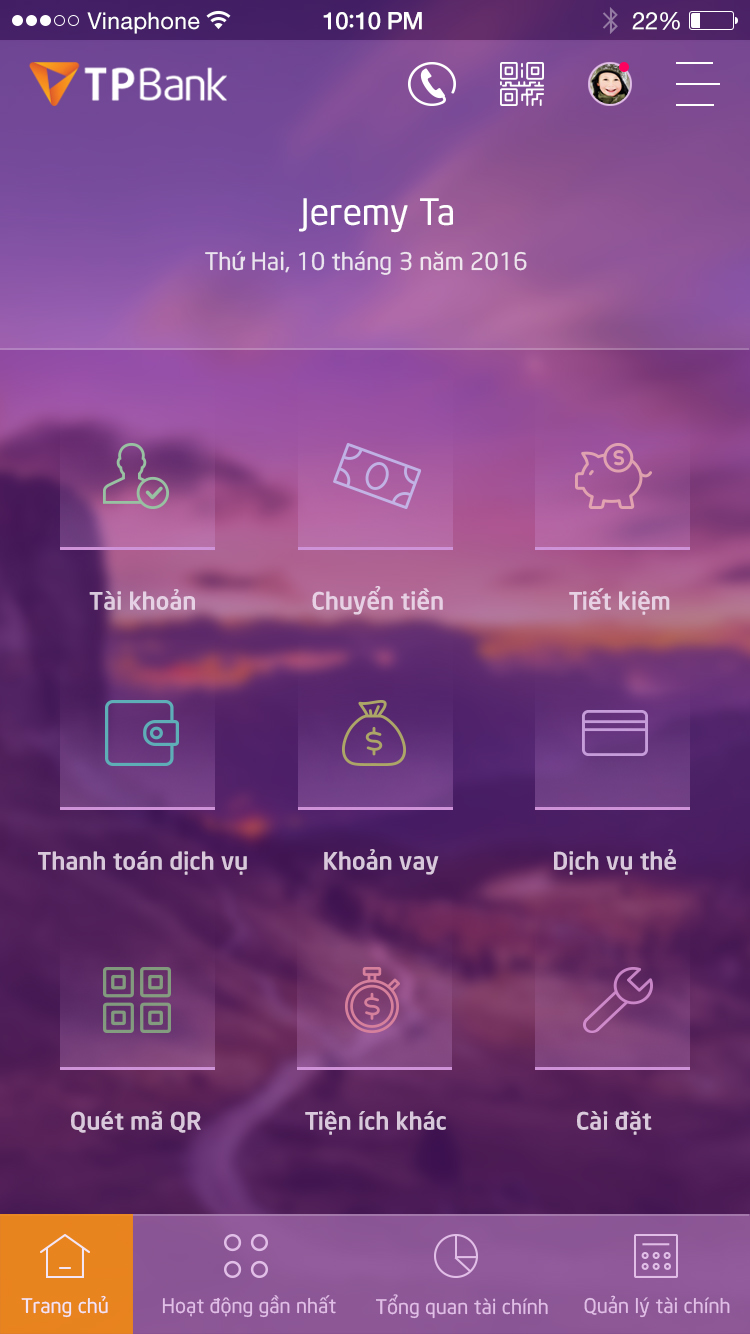 Vinaphone 10:10 PM 22%
TPBank
Jeremy Ta
Thứ Hai, 10 tháng 3 năm 2016
Tài khoản Chuyển tiền Tiết kiệm
Thanh toán dịch vụ Khoản vay Dịch vụ thẻ
Quét mã QR Tiện ích khác Cài đặt
Trang chủ Hoạt động gần nhất Tổng quan tài chính Quản lý tài chính